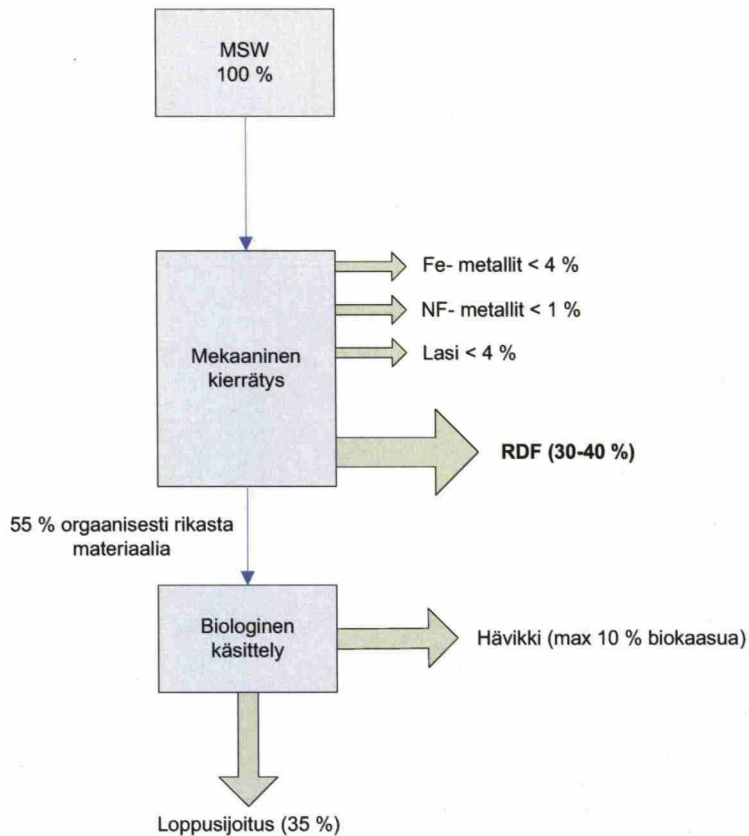 MSW
100 %
Fe- metallit < 4 %
NF- metallit < 1 %
Mekaaninen
kierrätys
Lasi < 4 %
RDF (30-40 %)
55 % orgaanisesti rikasta
materiaalia
Biologinen
käsittely
Hävikki (max 10 % biokaasua)
Loppusijoitus (35 %)